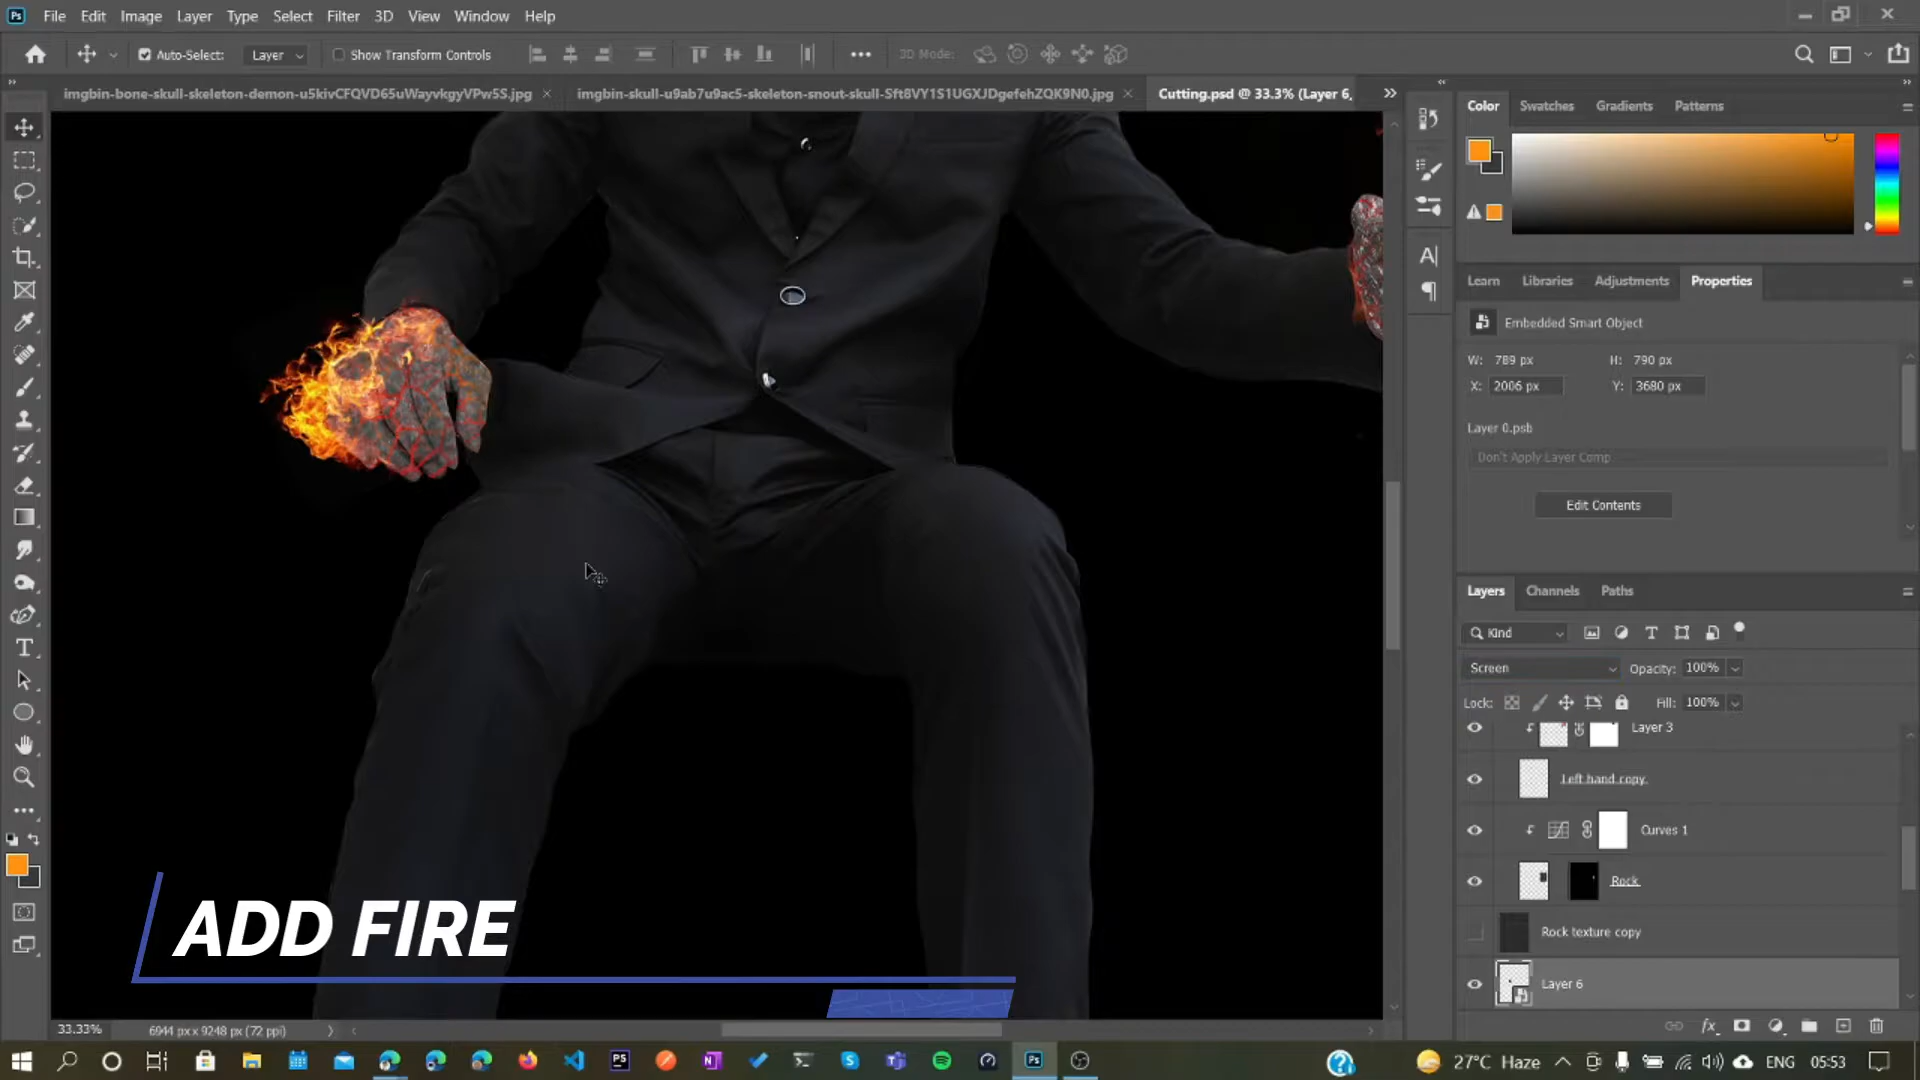 File Edit Image Layer Type Select Filter 3D View Window Help
Auto-Select: Layer Show Transform Controls 3D Mode:
imgbin-bone-skull-skeleton-demon-u5kivCFQVD65uWayvkgyVPw5S.jpg imgbin-skull-u9ab7u9ac5-skeleton-snout-skull-Sft8VY1S1UGXJDgefehZQK9N0.jpg Cutting.psd @ 33.3% (Layer 6,
Color Swatches Gradients Patterns
Learn Libraries Adjustments Properties
Embedded Smart Object
W: 789 px H: 790 px
X: 2006 px Y: 3680 px
Layer 0.psb
Don't Apply Layer Comp
Edit Contents
Layers Channels Paths
Kind
Screen Opacity: 100%
Lock: Fill: 100%
Layer 3
Left hand copy
Curves 1
Rock
Rock texture copy
Layer 6
ADD FIRE
33.33% 6944 px x 9248 px (72 ppi)
27°C Haze ENG 05:53